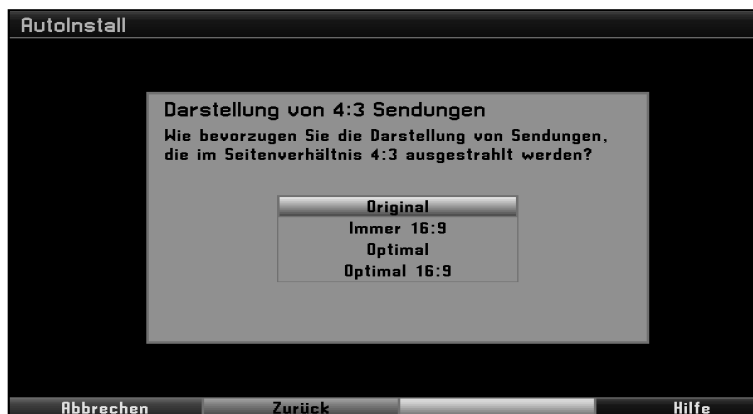 AutoInstall
Darstellung von 4:3 Sendungen
Wie bevorzugen Sie die Darstellung von Sendungen,
die im Seitenverhältnis 4:3 ausgestrahlt werden?
Original
Immer 16:9
Optimal
Optimal 16:9
Abbrechen Zurück Hilfe